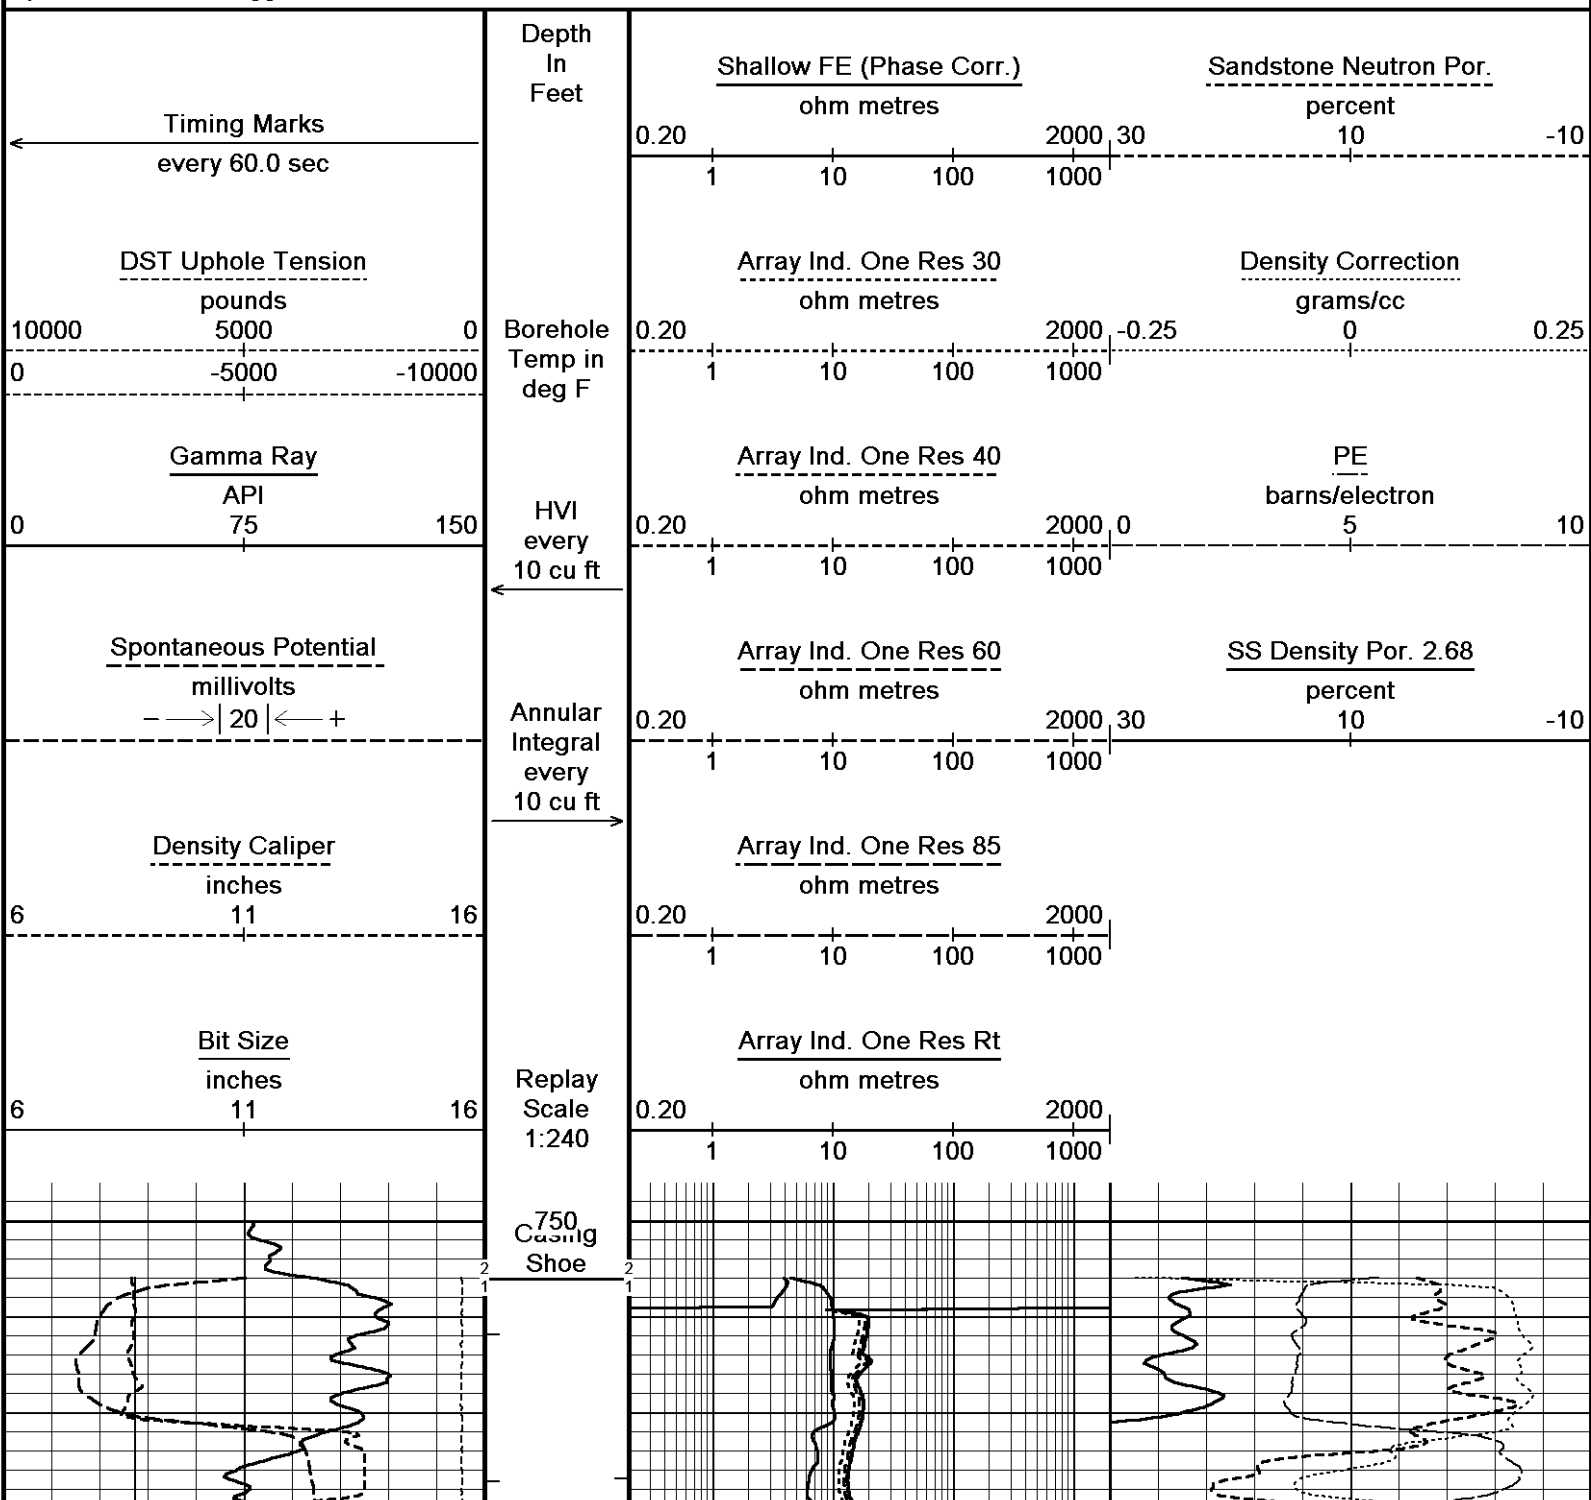 Timing Marks
every 60.0 sec
DST Uphole Tension
pounds
10000 5000 0
0 -5000 -10000
Gamma Ray
API
0 75 150
Spontaneous Potential
millivolts
− 20 +
Density Caliper
inches
6 11 16
Bit Size
inches
6 11 16
Depth
In
Feet
Borehole
Temp in
deg F
HVI
every
10 cu ft
Annular
Integral
every
10 cu ft
Replay
Scale
1:240
Shallow FE (Phase Corr.)
ohm metres
0.20 2000
1 10 100 1000
Array Ind. One Res 30
ohm metres
0.20 2000
1 10 100 1000
Array Ind. One Res 40
ohm metres
0.20 2000
1 10 100 1000
Array Ind. One Res 60
ohm metres
0.20 2000
1 10 100 1000
Array Ind. One Res 85
ohm metres
0.20 2000
1 10 100 1000
Array Ind. One Res Rt
ohm metres
0.20 2000
1 10 100 1000
Sandstone Neutron Por.
percent
30 10 -10
Density Correction
grams/cc
-0.25 0 0.25
PE
barns/electron
0 5 10
SS Density Por. 2.68
percent
30 10 -10
750
Casing
Shoe
2 2
1 1